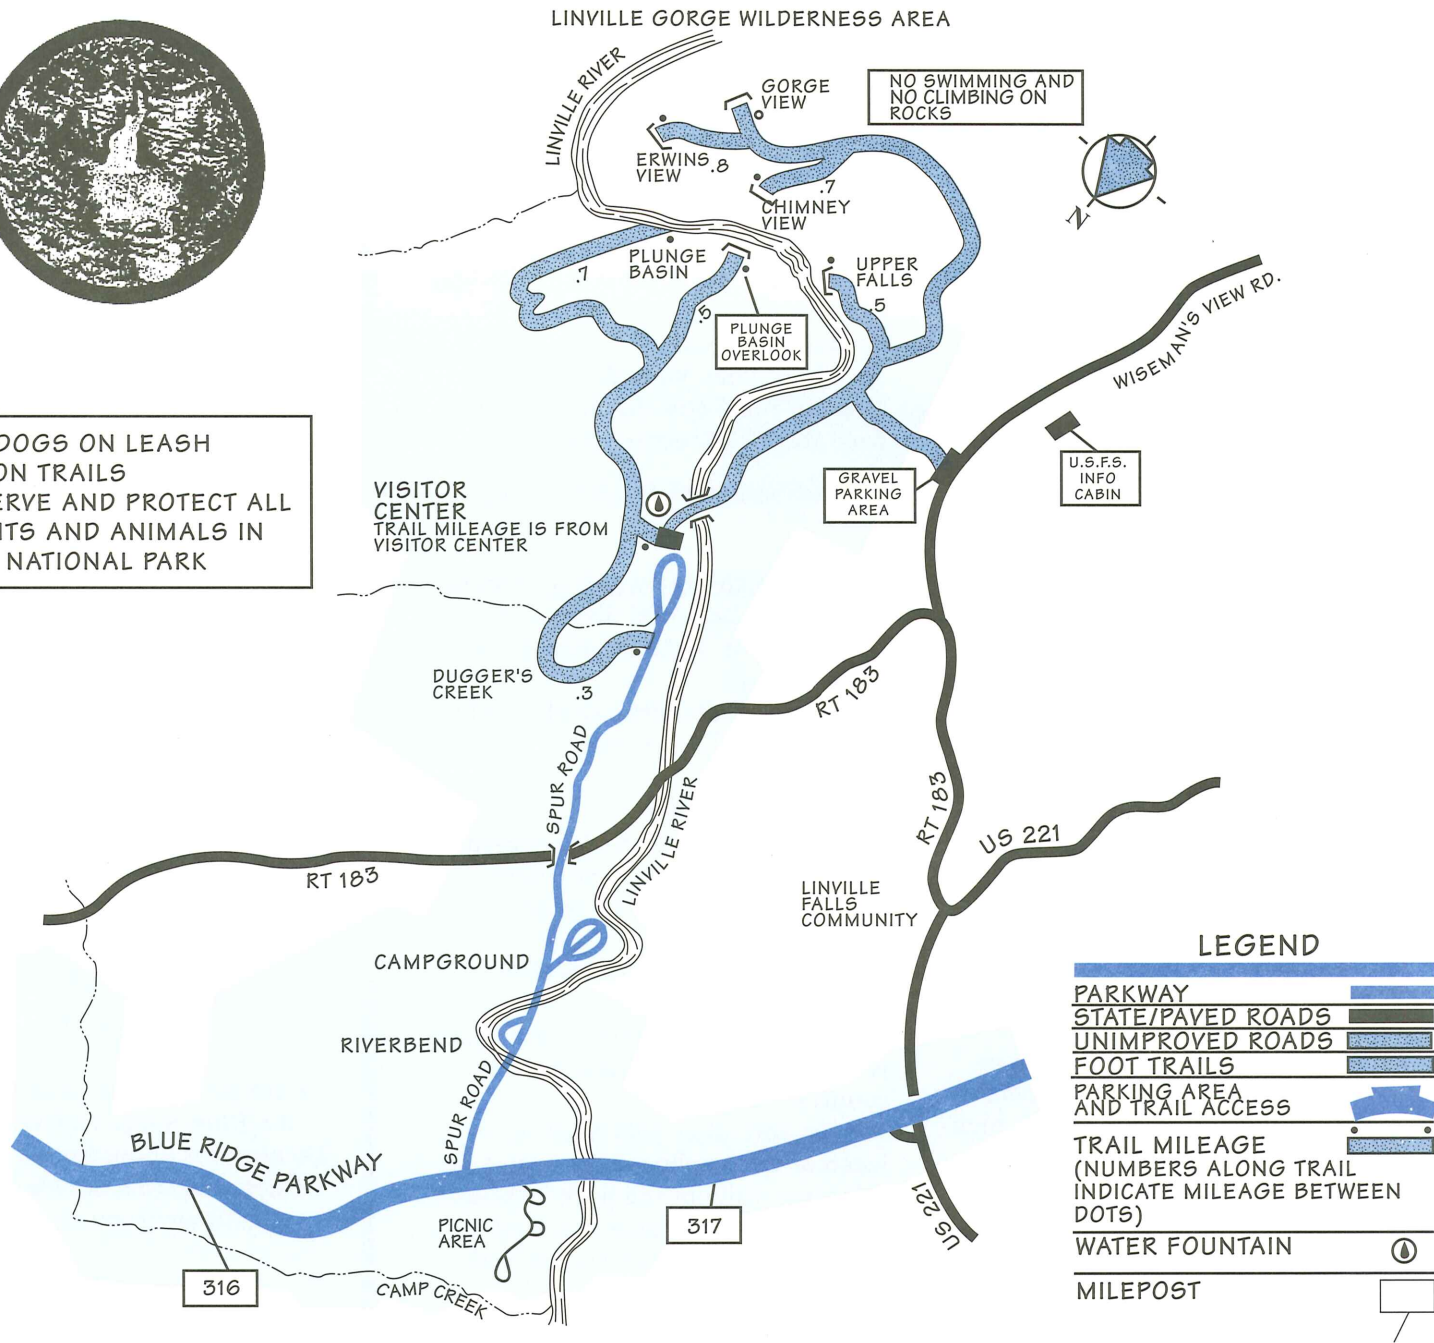 LINVILLE GORGE WILDERNESS AREA
LINVILLE RIVER
GORGE
VIEW
NO SWIMMING AND
NO CLIMBING ON
ROCKS
ERWINS
VIEW
.8
.7
CHIMNEY
VIEW
N
PLUNGE
BASIN
.7
UPPER
FALLS
.5
.5
PLUNGE
BASIN
OVERLOOK
WISEMAN'S VIEW RD.
DOGS ON LEASH
ON TRAILS
ERVE AND PROTECT ALL
NTS AND ANIMALS IN
NATIONAL PARK
VISITOR
CENTER
TRAIL MILEAGE IS FROM
VISITOR CENTER
GRAVEL
PARKING
AREA
U.S.F.S.
INFO
CABIN
DUGGER'S
CREEK
.3
RT 183
SPUR ROAD
RT 183
US 221
LINVILLE RIVER
RT 183
LINVILLE
FALLS
COMMUNITY
CAMPGROUND
RIVERBEND
SPUR ROAD
BLUE RIDGE PARKWAY
PICNIC
AREA
317
US 221
316
CAMP CREEK
LEGEND
PARKWAY
STATE/PAVED ROADS
UNIMPROVED ROADS
FOOT TRAILS
PARKING AREA
AND TRAIL ACCESS
TRAIL MILEAGE
(NUMBERS ALONG TRAIL
INDICATE MILEAGE BETWEEN
DOTS)
WATER FOUNTAIN
MILEPOST